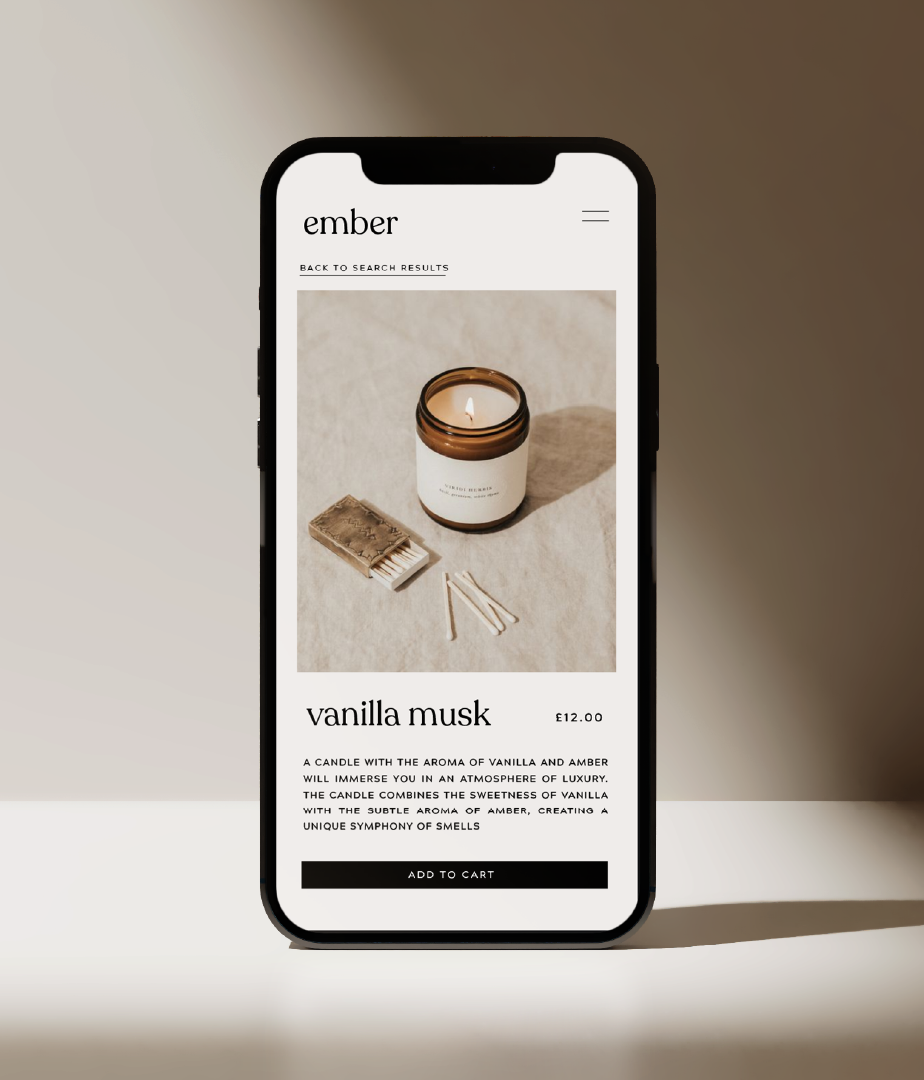 ember
BACK TO SEARCH RESULTS
vanilla musk
£12.00
A CANDLE WITH THE AROMA OF VANILLA AND AMBER
WILL IMMERSE YOU IN AN ATMOSPHERE OF LUXURY.
THE CANDLE COMBINES THE SWEETNESS OF VANILLA
WITH THE SUBTLE AROMA OF AMBER, CREATING A
UNIQUE SYMPHONY OF SMELLS
ADD TO CART